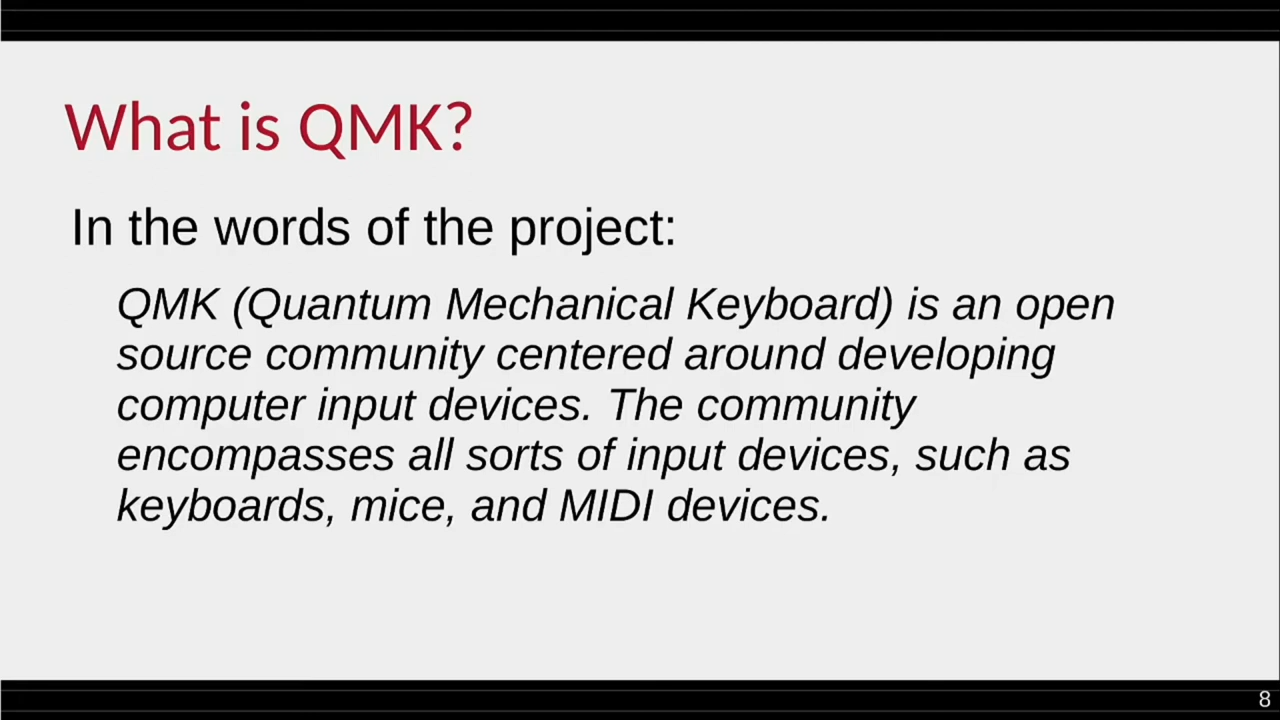 What is QMK?
In the words of the project:
QMK (Quantum Mechanical Keyboard) is an open
source community centered around developing
computer input devices. The community
encompasses all sorts of input devices, such as
keyboards, mice, and MIDI devices.
8